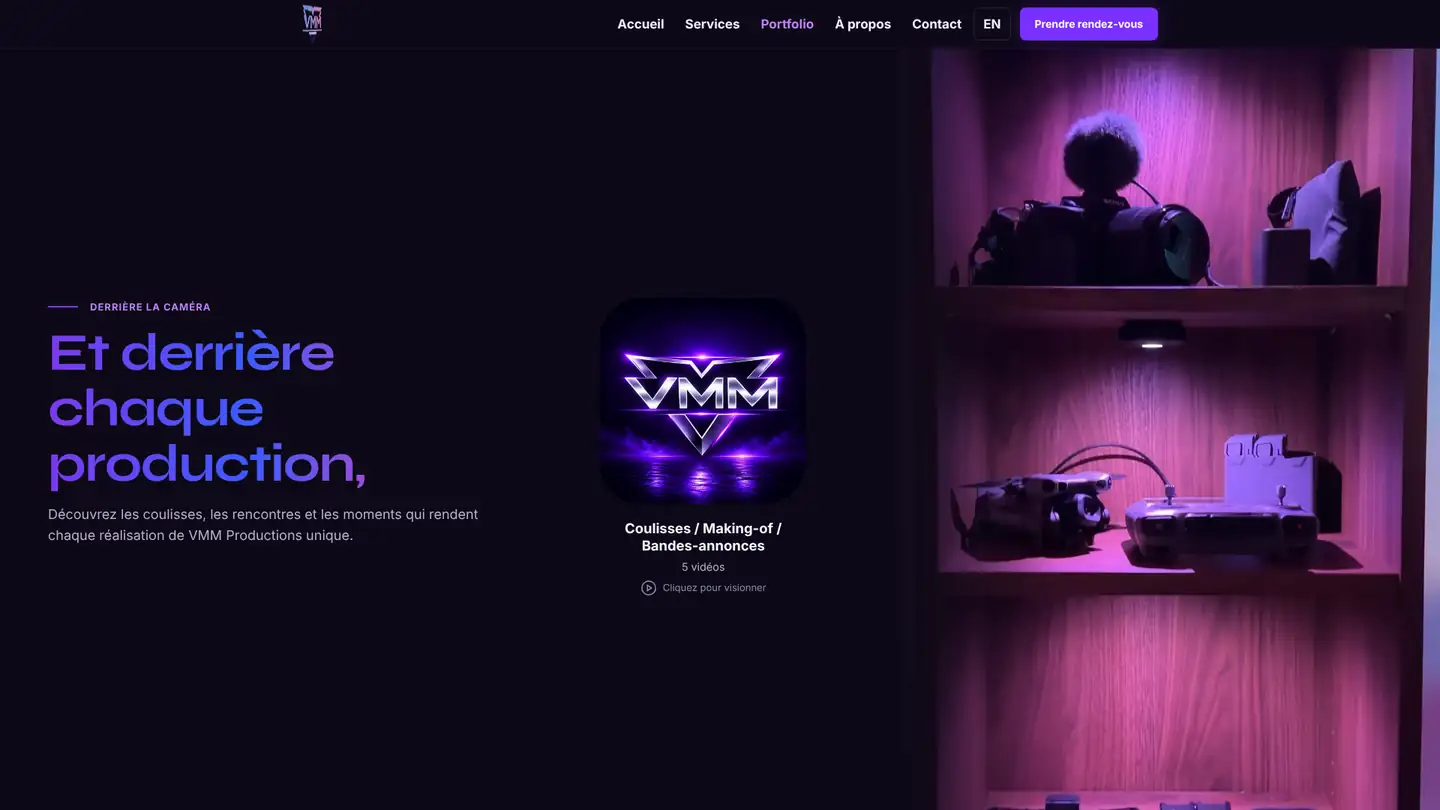 VMM
Accueil
Services
Portfolio
À propos
Contact
EN
Prendre rendez-vous
SONY
DERRIÈRE LA CAMÉRA
Et derrière
chaque
production,
Découvrez les coulisses, les rencontres et les moments qui rendent
chaque réalisation de VMM Productions unique.
VMM
Coulisses / Making-of /
Bandes-annonces
5 vidéos
Cliquez pour visionner